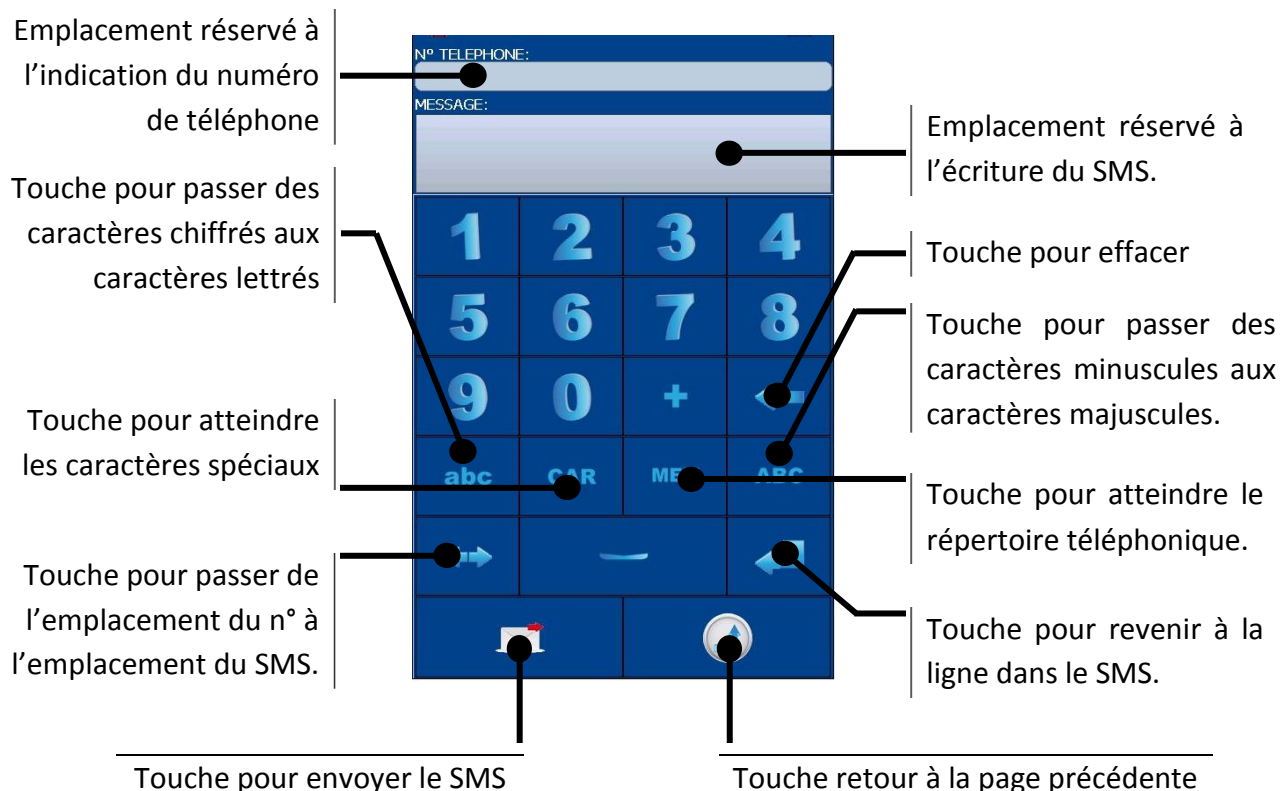 Emplacement réservé à
l’indication du numéro
de téléphone
Touche pour passer des
caractères chiffrés aux
caractères lettrés
Touche pour atteindre
les caractères spéciaux
Touche pour passer de
l’emplacement du n° à
l’emplacement du SMS.
Nº TELEPHONE:
MESSAGE:
1 2 3 4
5 6 7 8
9 0 +
abc CAR ABC
Emplacement réservé à
l’écriture du SMS.
Touche pour effacer
Touche pour passer des
caractères minuscules aux
caractères majuscules.
Touche pour atteindre le
répertoire téléphonique.
Touche pour revenir à la
ligne dans le SMS.
Touche pour envoyer le SMS
Touche retour à la page précédente